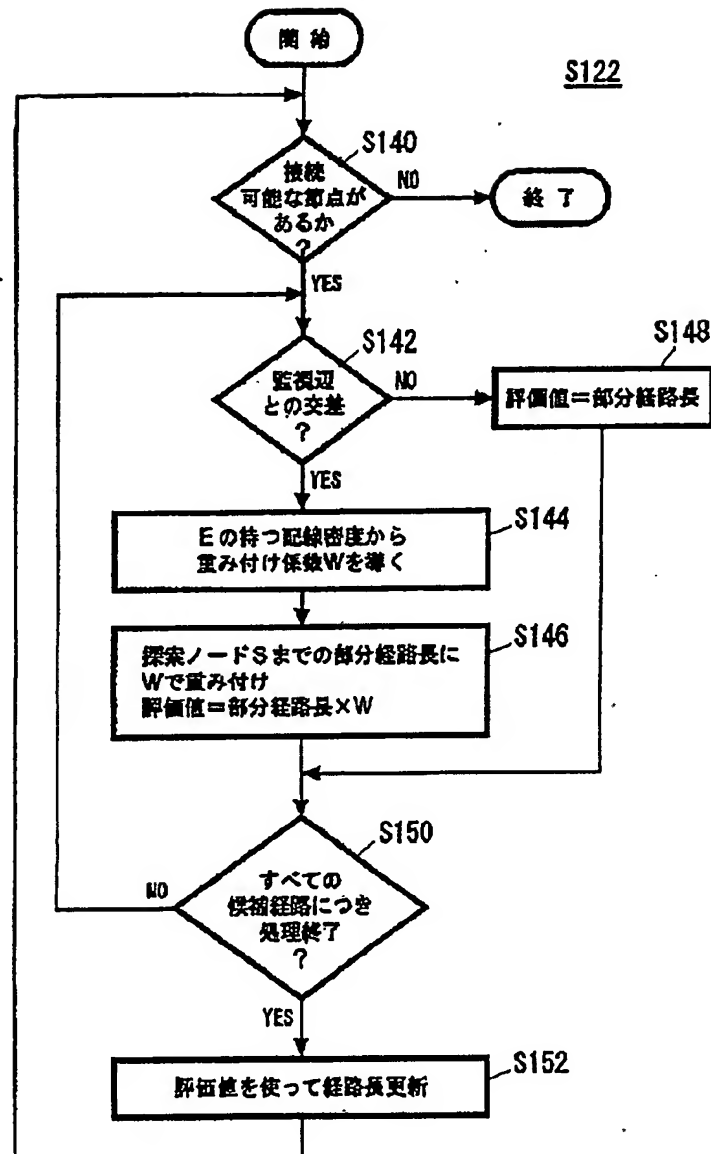 開始
S122
S140
接続
可能な節点が
あるか
?
NO
終了
YES
S142
監視辺
との交差
?
NO
S148
評価値=部分経路長
YES
Eの持つ配線密度から
重み付け係数Wを導く
S144
探索ノードSまでの部分経路長に
Wで重み付け
評価値=部分経路長×W
S146
S150
すべての
候補経路につき
処理終了
?
NO
YES
評価値を使って経路長更新
S152